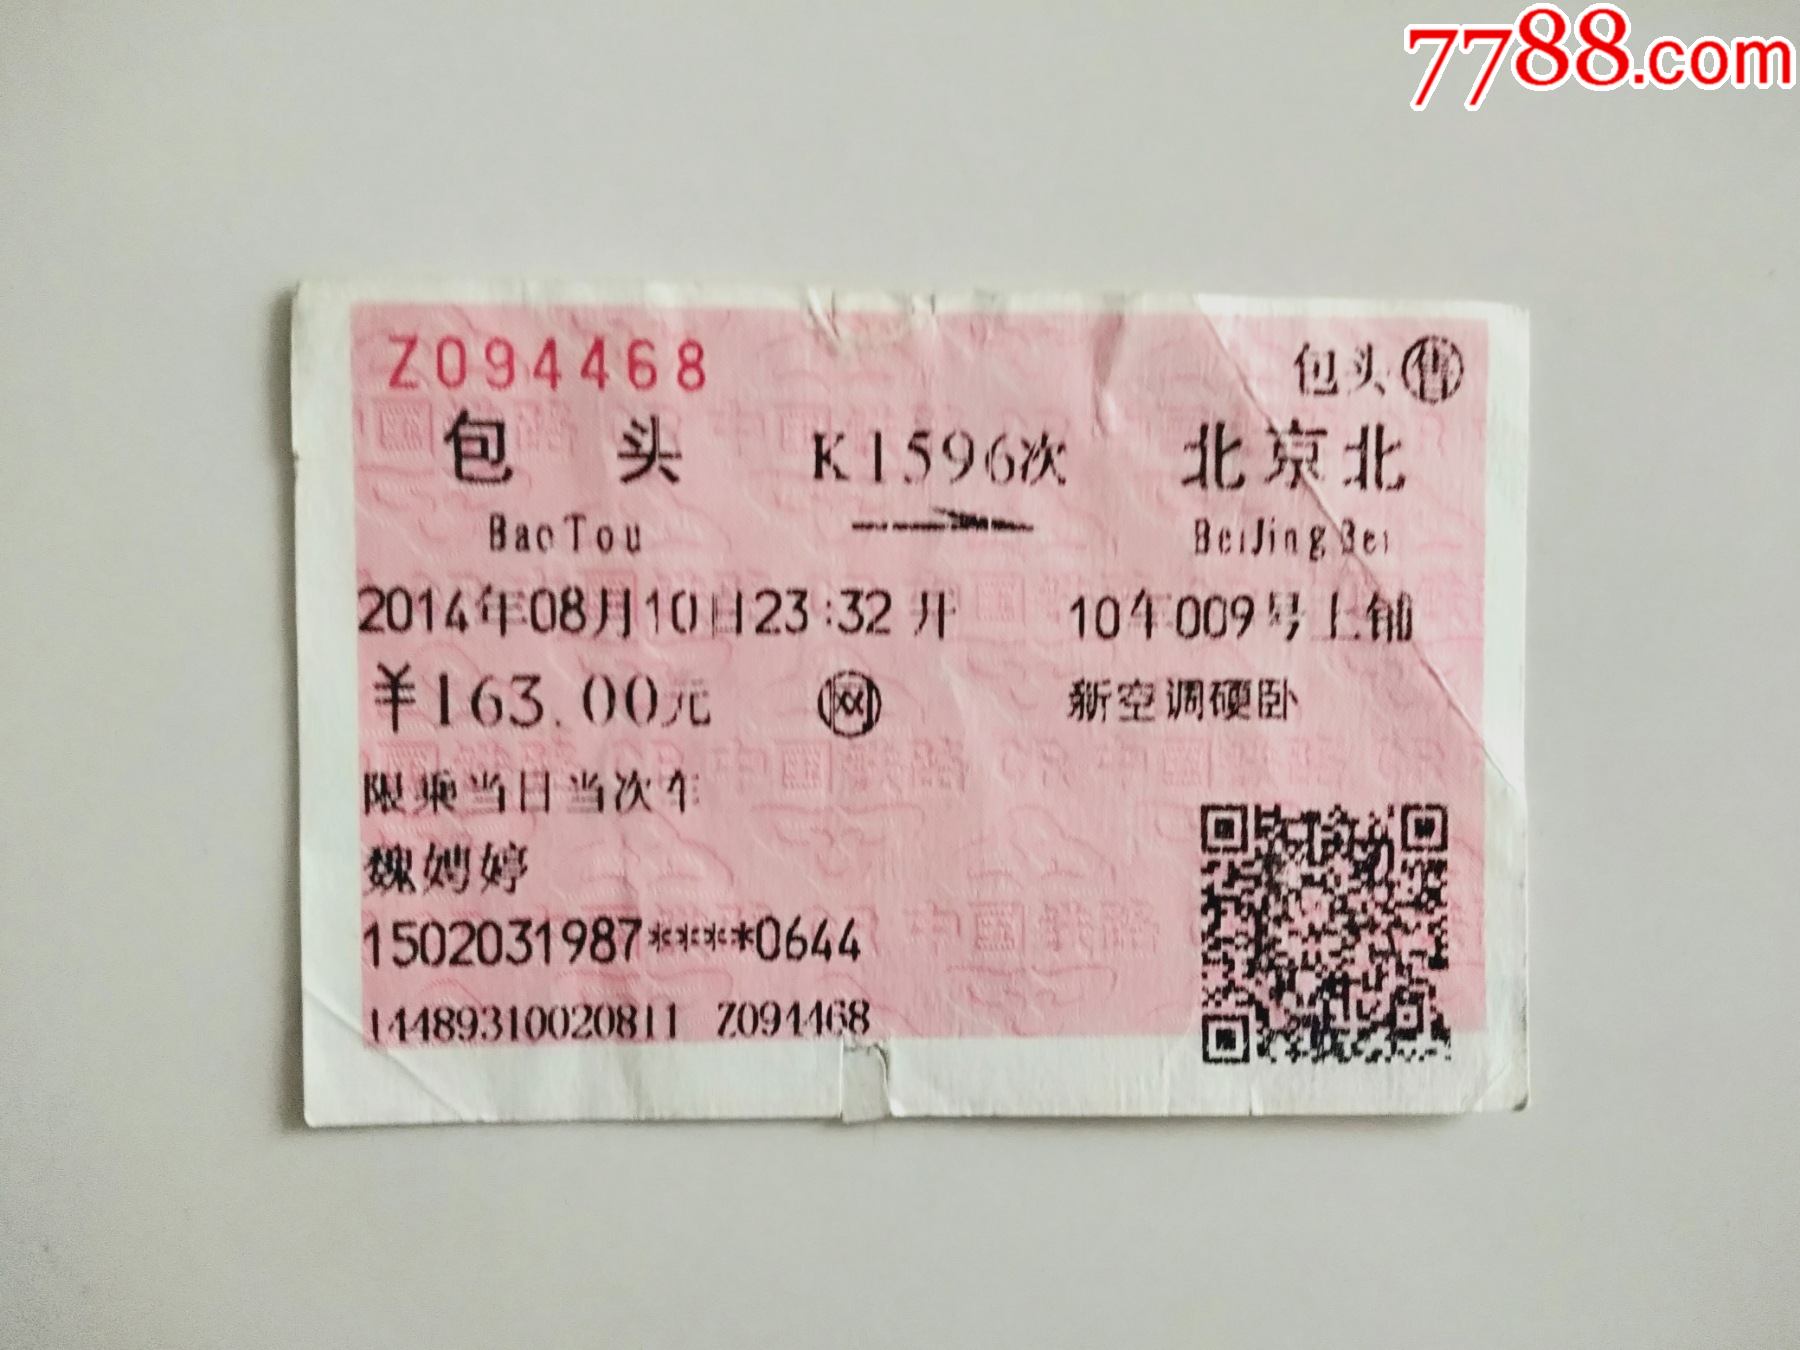 7788.com
Z094468
包头售
包头 K1596次 北京北
BaoTou BeiJingBei
2014年08月10日23:32开 10车009号上铺
¥163.00元 网 新空调硬卧
限乘当日当次车
魏娉婷
1502031987****0644
14489310020811 Z094468